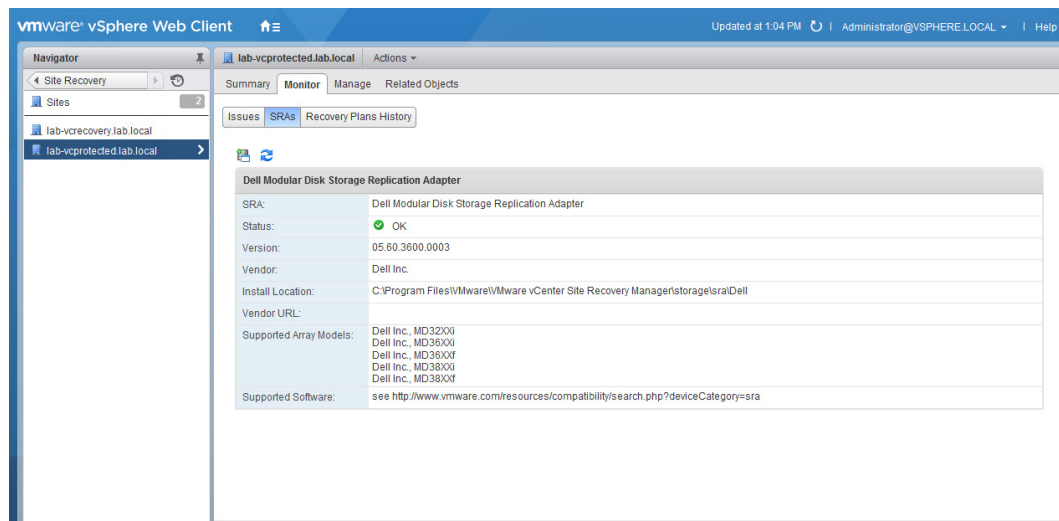 vmware® vSphere Web Client
Updated at 1:04 PM | Administrator@VSPHERE.LOCAL | Help
Navigator
Site Recovery
Sites 2
lab-vcrecovery.lab.local
lab-vcprotected.lab.local
lab-vcprotected.lab.local Actions
Summary Monitor Manage Related Objects
Issues SRAs Recovery Plans History
Dell Modular Disk Storage Replication Adapter
SRA: Dell Modular Disk Storage Replication Adapter
Status: OK
Version: 05.60.3600.0003
Vendor: Dell Inc.
Install Location: C:\Program Files\VMware\VMware vCenter Site Recovery Manager\storage\sra\Dell
Vendor URL:
Supported Array Models: Dell Inc., MD32XXi
Dell Inc., MD36XXi
Dell Inc., MD36XXf
Dell Inc., MD38XXi
Dell Inc., MD38XXf
Supported Software: see http://www.vmware.com/resources/compatibility/search.php?deviceCategory=sra